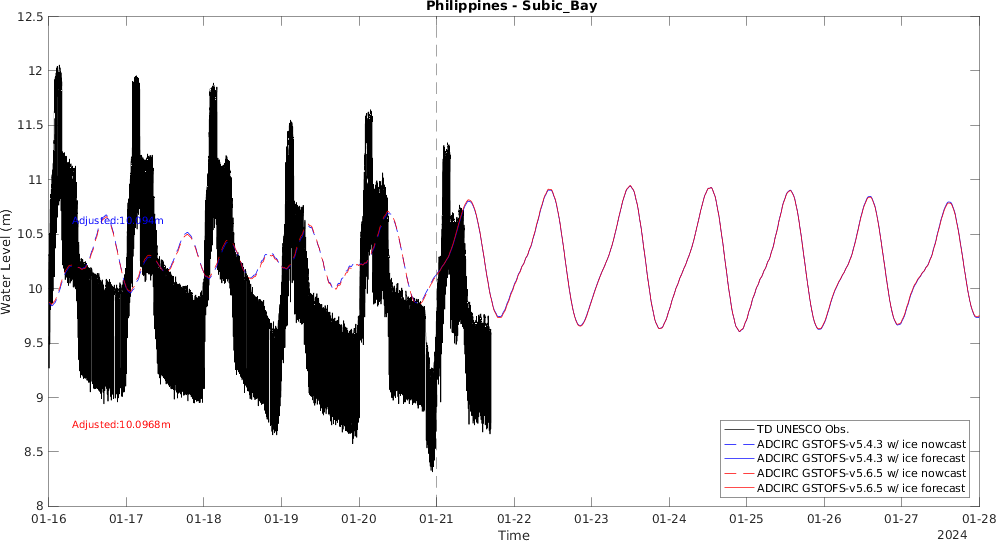 Philippines - Subic_Bay
Water Level (m)
12.5
12
11.5
11
10.5
10
9.5
9
8.5
8
Adjusted:10.0968m
TD UNESCO Obs.
ADCIRC GSTOFS-v5.4.3 w/ ice nowcast
ADCIRC GSTOFS-v5.4.3 w/ ice forecast
ADCIRC GSTOFS-v5.6.5 w/ ice nowcast
ADCIRC GSTOFS-v5.6.5 w/ ice forecast
01-16 01-17 01-18 01-19 01-20 01-21 01-22 01-23 01-24 01-25 01-26 01-27 01-28
Time
2024